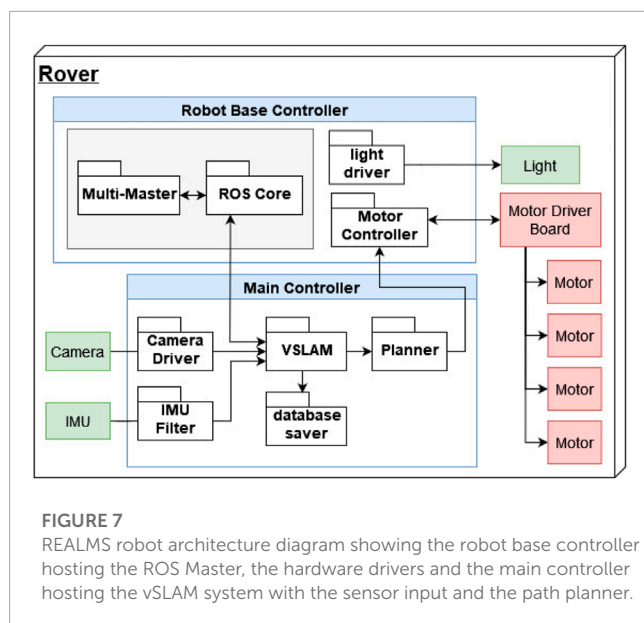 Rover
Robot Base Controller
light
driver
Light
Multi-Master
ROS Core
Motor
Controller
Motor Driver
Board
Motor
Motor
Motor
Motor
Main Controller
Camera
Camera
Driver
VSLAM
Planner
IMU
IMU
Filter
database
saver
FIGURE 7
REALMS robot architecture diagram showing the robot base controller
hosting the ROS Master, the hardware drivers and the main controller
hosting the vSLAM system with the sensor input and the path planner.